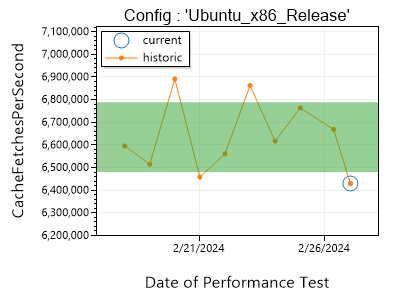 Config : 'Ubuntu_x86_Release'
CacheFetchesPerSecond
7,100,000
7,000,000
6,900,000
6,800,000
6,700,000
6,600,000
6,500,000
6,400,000
6,300,000
6,200,000
current
historic
2/21/2024
2/26/2024
Date of Performance Test